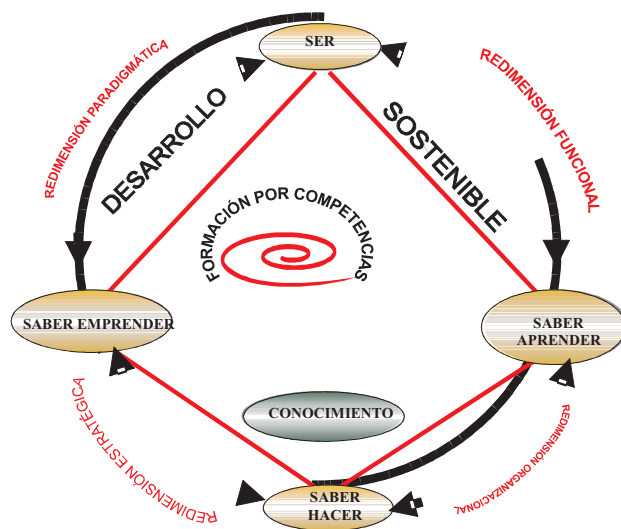 SER
REDIMENSIÓN PARADIGMÁTICA
REDIMENSIÓN FUNCIONAL
DESARROLLO
SOSTENIBLE
FORMACIÓN POR COMPETENCIAS
SABER EMPRENDER
SABER
APRENDER
CONOCIMIENTO
REDIMENSIÓN ESTRATÉGICA
REDIMENSION ORGANIZACIONAL
SABER
HACER